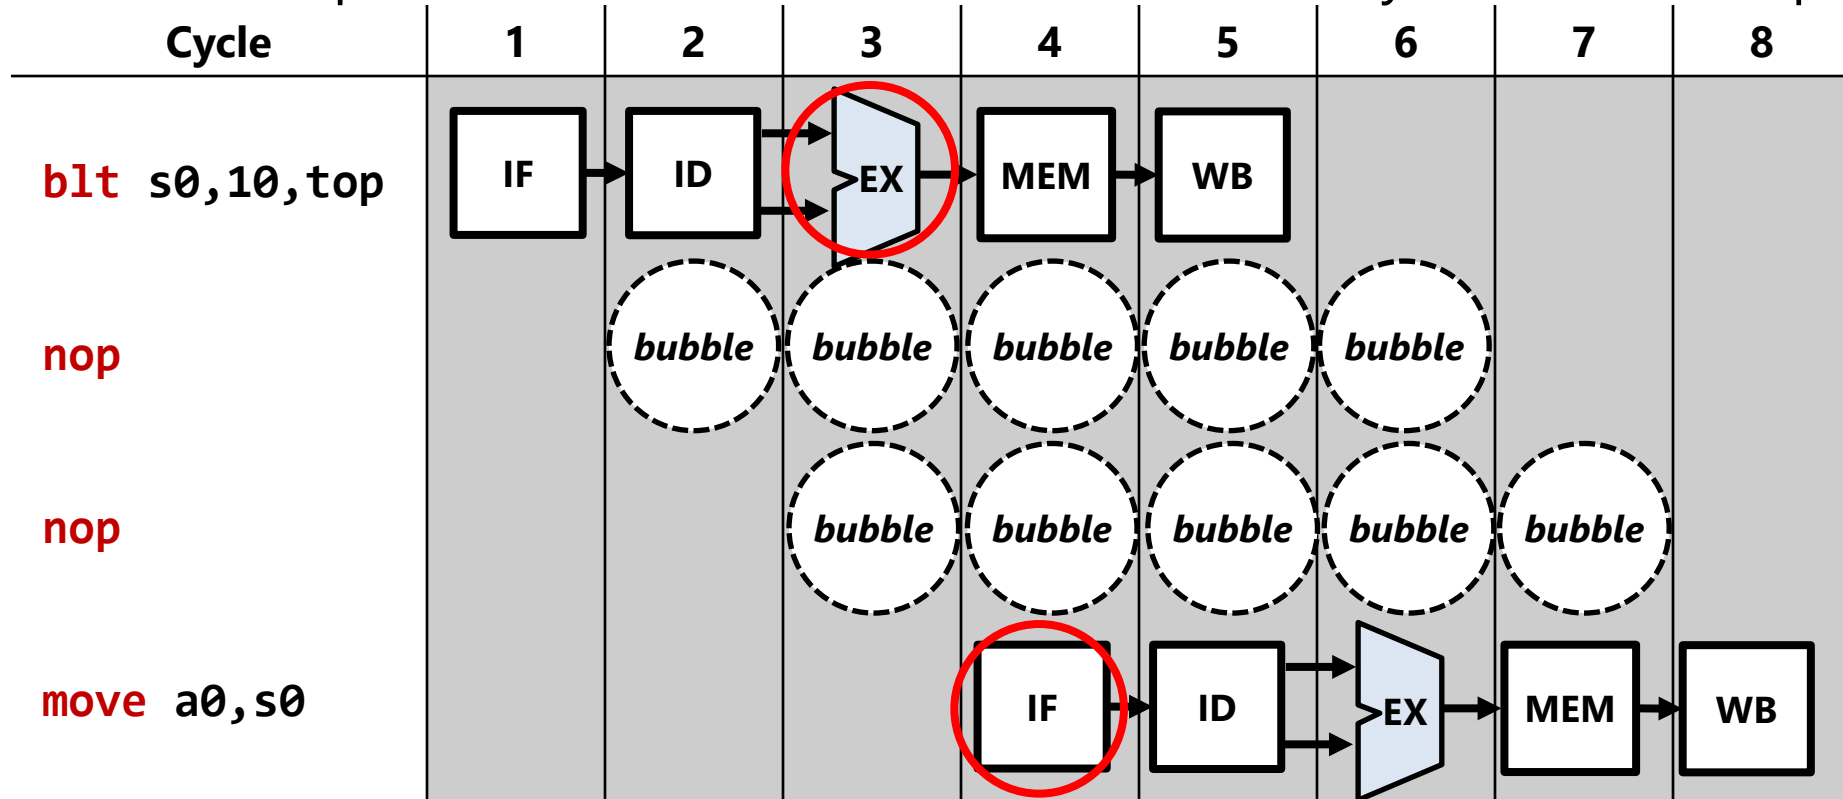 Cycle 1 2 3 4 5 6 7 8
blt s0,10,top IF ID EX MEM WB
nop bubble bubble bubble bubble bubble
nop bubble bubble bubble bubble bubble
move a0,s0 IF ID EX MEM WB